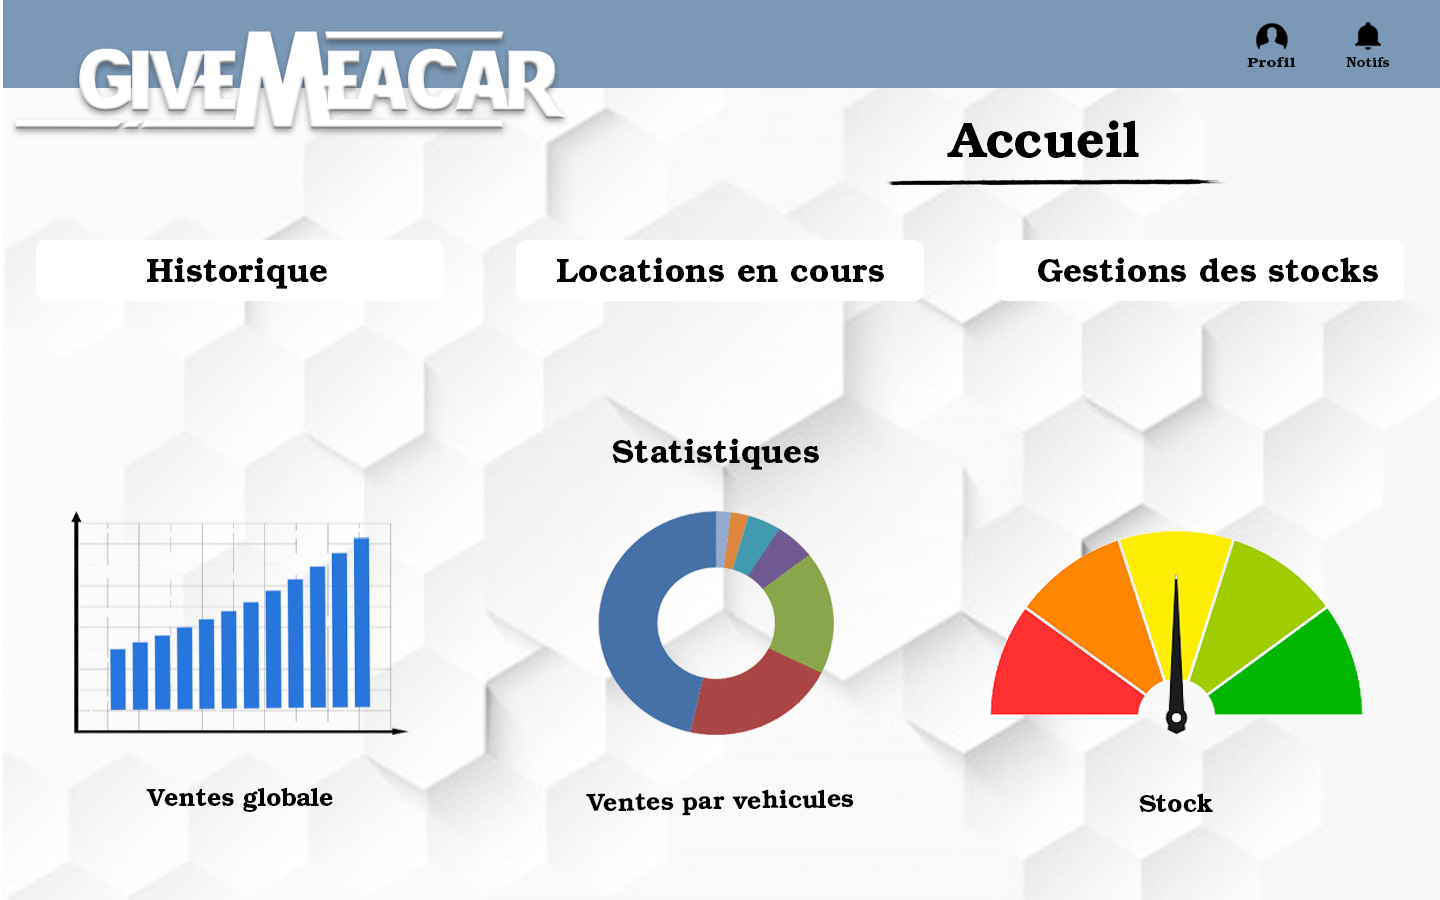 GIVEMEACAR
Profil
Notifs
Accueil
Historique
Locations en cours
Gestions des stocks
Statistiques
Ventes globale
Ventes par vehicules
Stock